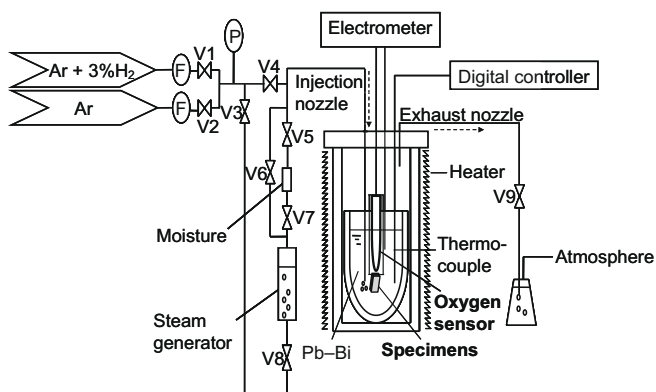 Electrometer
P
V1
V4
Ar + 3%H2
F
Injection
nozzle
Digital controller
Ar
F
V2
V3
Exhaust nozzle
V5
V6
Heater
V9
V7
Moisture
Thermo-
couple
Atmosphere
Steam
generator
Oxygen
sensor
V8
Pb–Bi
Specimens